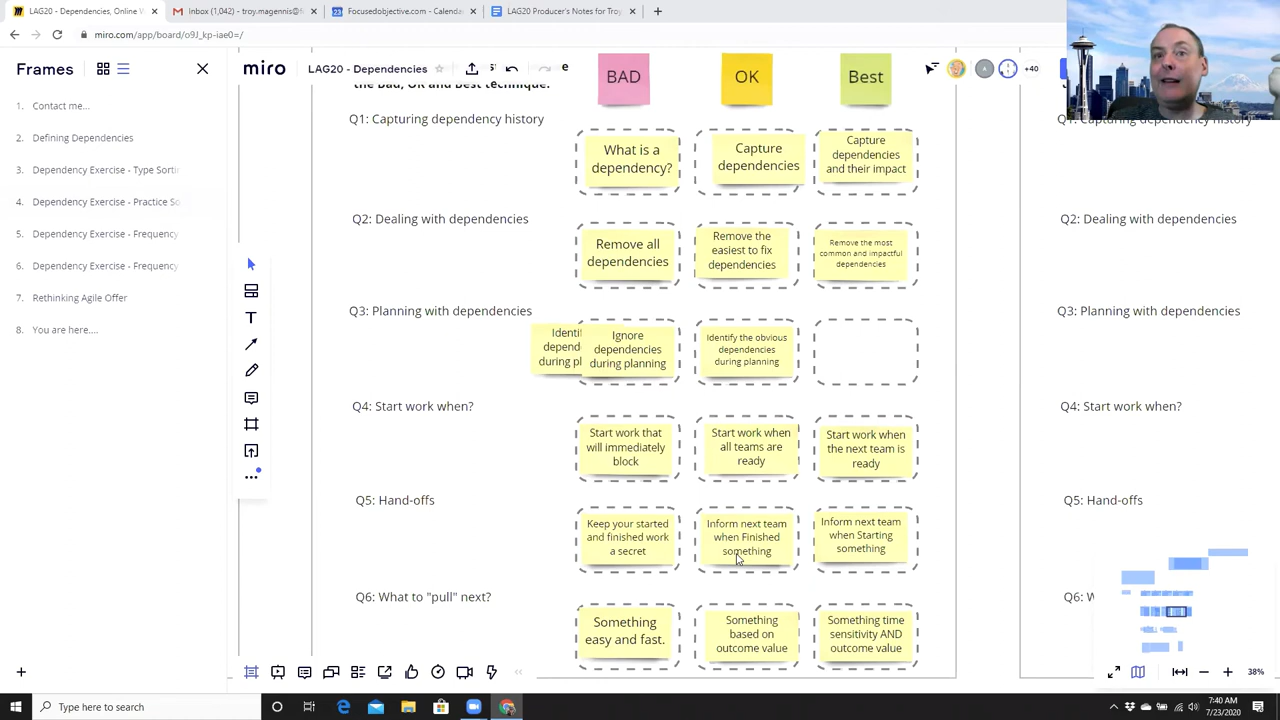 LAG20 - Dependencies, Online W
Inbox (1,042) - troy.magennis@f
Focusedobjective.com - Calenda
LAG20 Producer's Notes for Troy
miro.com/app/board/o9J_kp-iae0=/
Frames
miro
LAG20 - Dependencies
+40
the Bad, OK and Best technique.
BAD
OK
Best
1. Contact me...
2. Defining Dependencies
3. Dependency Exercise - Type Sortin
Dependency Exercise - Practice So
5. Dependency Exercise - Frequency
6. Dependency Exercise - Frequency
7. Rethinking Agile Offer
8. You are here....
Q1: Capturing dependency history
What is a
dependency?
Capture
dependencies
Capture
dependencies
and their impact
Q1: Capturing dependency history
Q2: Dealing with dependencies
Remove all
dependencies
Remove the
easiest to fix
dependencies
Remove the most
common and impactful
dependencies
Q2: Dealing with dependencies
Q3: Planning with dependencies
Identif
depend
during pl
Ignore
dependencies
during planning
Identify the obvious
dependencies
during planning
Q3: Planning with dependencies
Q4: Start work when?
Start work that
will immediately
block
Start work when
all teams are
ready
Start work when
the next team is
ready
Q4: Start work when?
Q5: Hand-offs
Keep your started
and finished work
a secret
Inform next team
when Finished
something
Inform next team
when Starting
something
Q5: Hand-offs
Q6: What to "pull" next?
Something
easy and fast.
Something
based on
outcome value
Something time
sensitivity AND
outcome value
Q6: W
38%
Type here to search
7:40 AM
7/23/2020